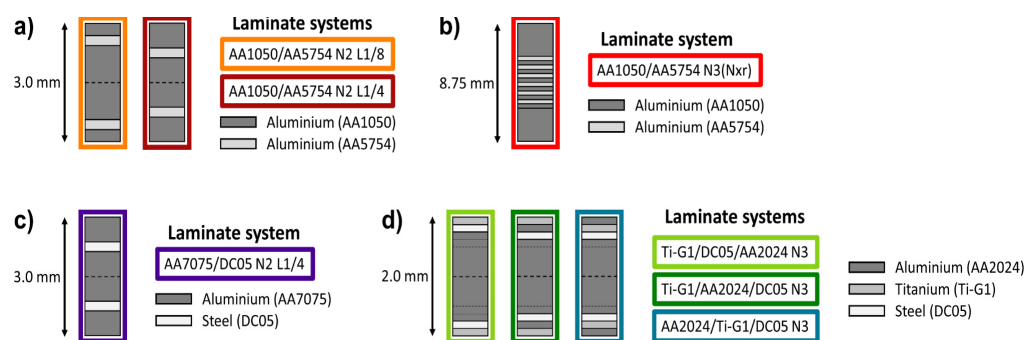 a)
Laminate systems
AA1050/AA5754 N2 L1/8
3.0 mm
AA1050/AA5754 N2 L1/4
Aluminium (AA1050)
Aluminium (AA5754)
b)
Laminate system
AA1050/AA5754 N3(Nxr)
8.75 mm
Aluminium (AA1050)
Aluminium (AA5754)
c)
Laminate system
AA7075/DC05 N2 L1/4
3.0 mm
Aluminium (AA7075)
Steel (DC05)
d)
Laminate systems
Ti-G1/DC05/AA2024 N3
2.0 mm
Ti-G1/AA2024/DC05 N3
AA2024/Ti-G1/DC05 N3
Aluminium (AA2024)
Titanium (Ti-G1)
Steel (DC05)